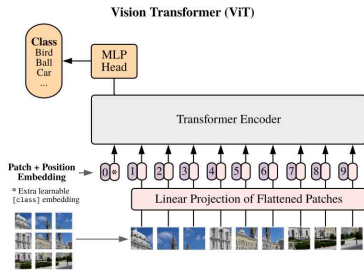 Vision Transformer (ViT)
Class
Bird
Ball
Car
...
MLP
Head
Transformer Encoder
Patch + Position
Embedding
0 * 1 2 3 4 5 6 7 8 9
* Extra learnable
[class] embedding
Linear Projection of Flattened Patches